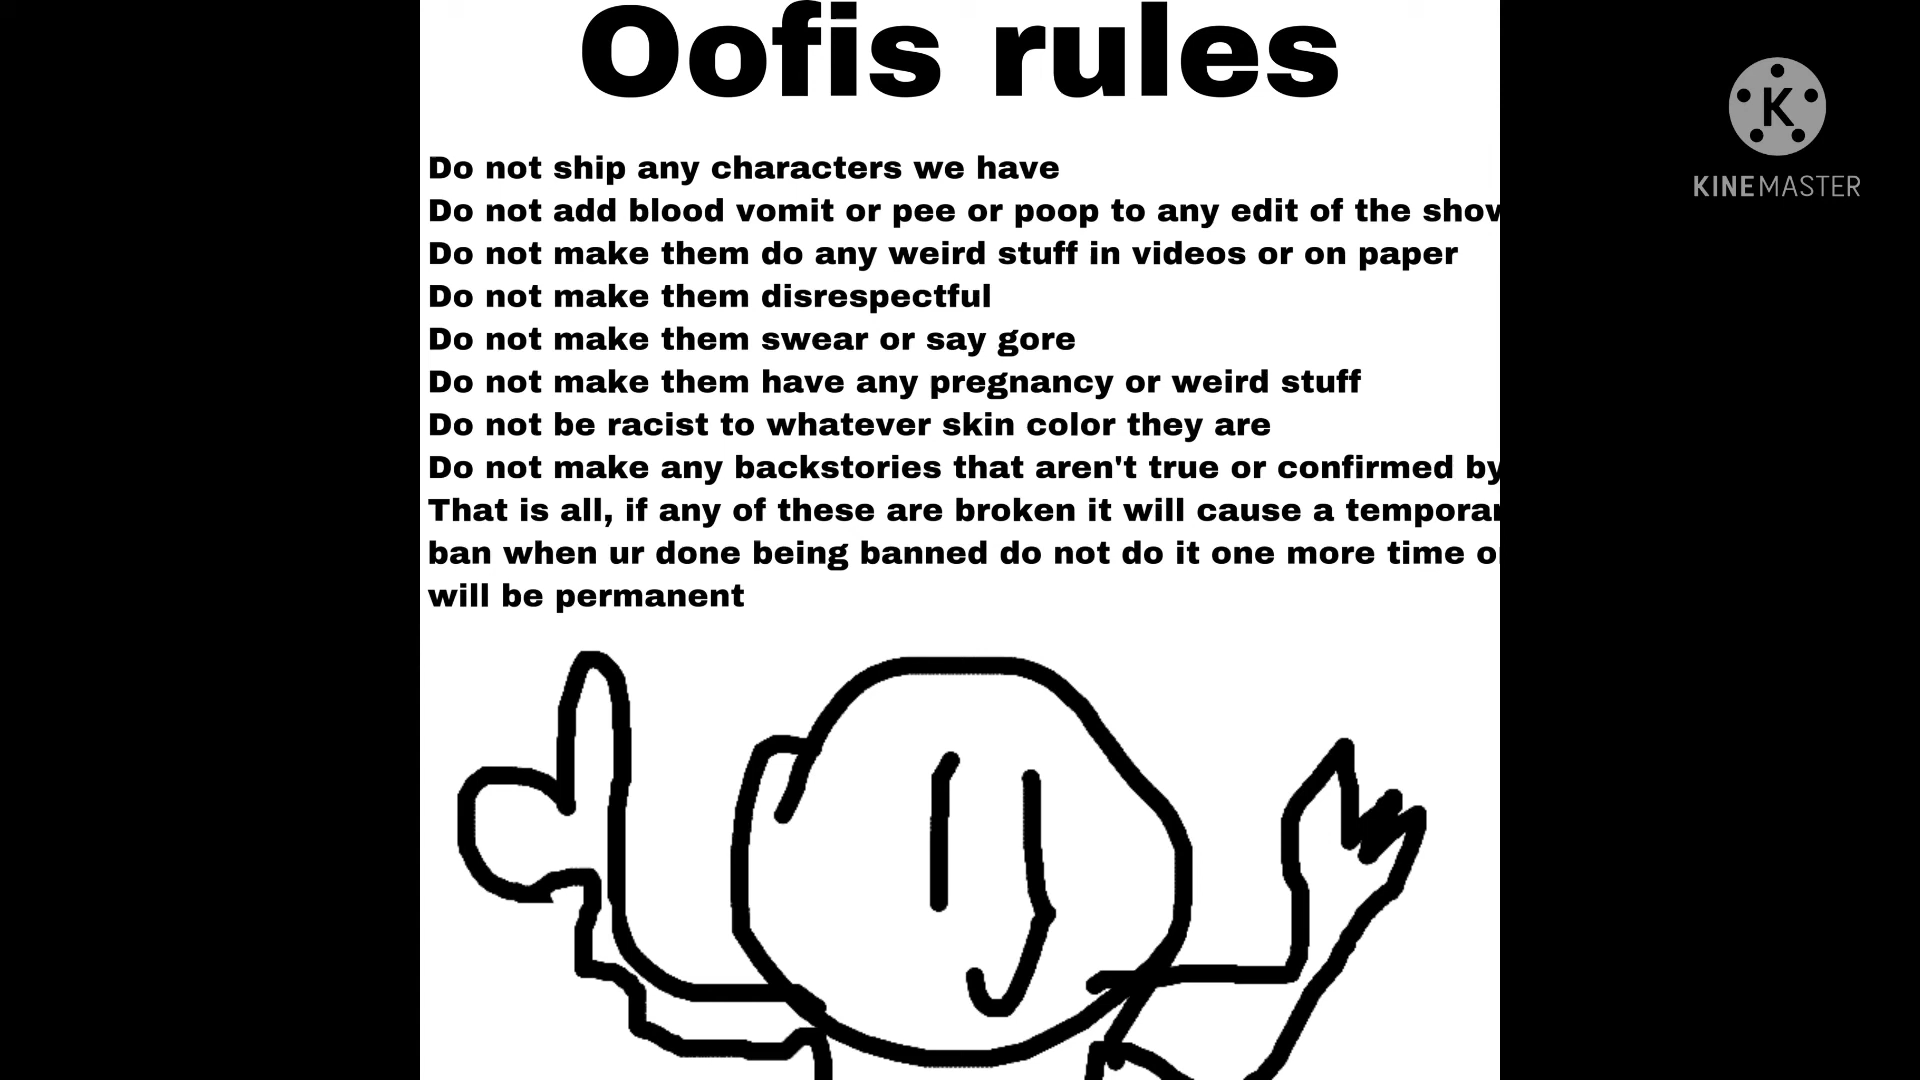 Oofis rules
KINEMASTER
Do not ship any characters we have
Do not add blood vomit or pee or poop to any edit of the
Do not make them do any weird stuff in videos or on paper
Do not make them disrespectful
Do not make them swear or say gore
Do not make them have any pregnancy or weird stuff
Do not be racist to whatever skin color they are
Do not make any backstories that aren't true or confirmed by
That is all, if any of these are broken it will cause a
ban when ur done being banned do not do it one more time
will be permanent